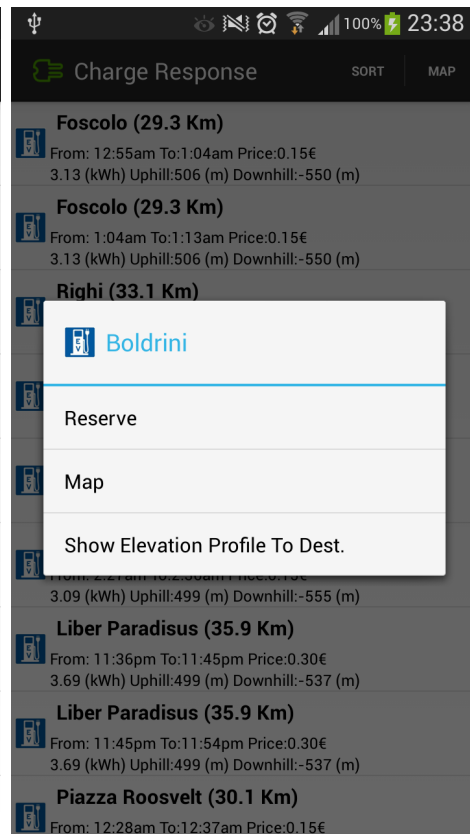 100% 23:38
Charge Response SORT MAP
Foscolo (29.3 Km)
From: 12:55am To:1:04am Price:0.15€
3.13 (kWh) Uphill:506 (m) Downhill:-550 (m)
Foscolo (29.3 Km)
From: 1:04am To:1:13am Price:0.15€
3.13 (kWh) Uphill:506 (m) Downhill:-550 (m)
Righi (33.1 Km)
Boldrini
Reserve
Map
Show Elevation Profile To Dest.
3.09 (kWh) Uphill:499 (m) Downhill:-555 (m)
Liber Paradisus (35.9 Km)
From: 11:36pm To:11:45pm Price:0.30€
3.69 (kWh) Uphill:499 (m) Downhill:-537 (m)
Liber Paradisus (35.9 Km)
From: 11:45pm To:11:54pm Price:0.30€
3.69 (kWh) Uphill:499 (m) Downhill:-537 (m)
Piazza Roosvelt (30.1 Km)
From: 12:28am To:12:37am Price:0.15€